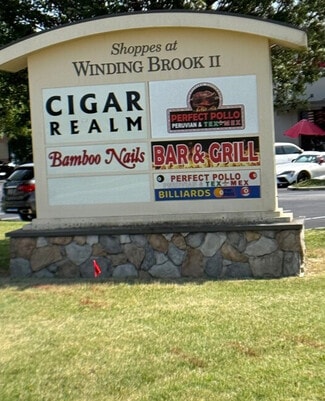 Shoppes at
WINDING BROOK II
CIGAR
REALM
PERFECT POLLO
PERUVIAN & TEX-MEX
Bamboo Nails
BAR & GRILL
PERFECT POLLO
TEX-MEX
BILLIARDS